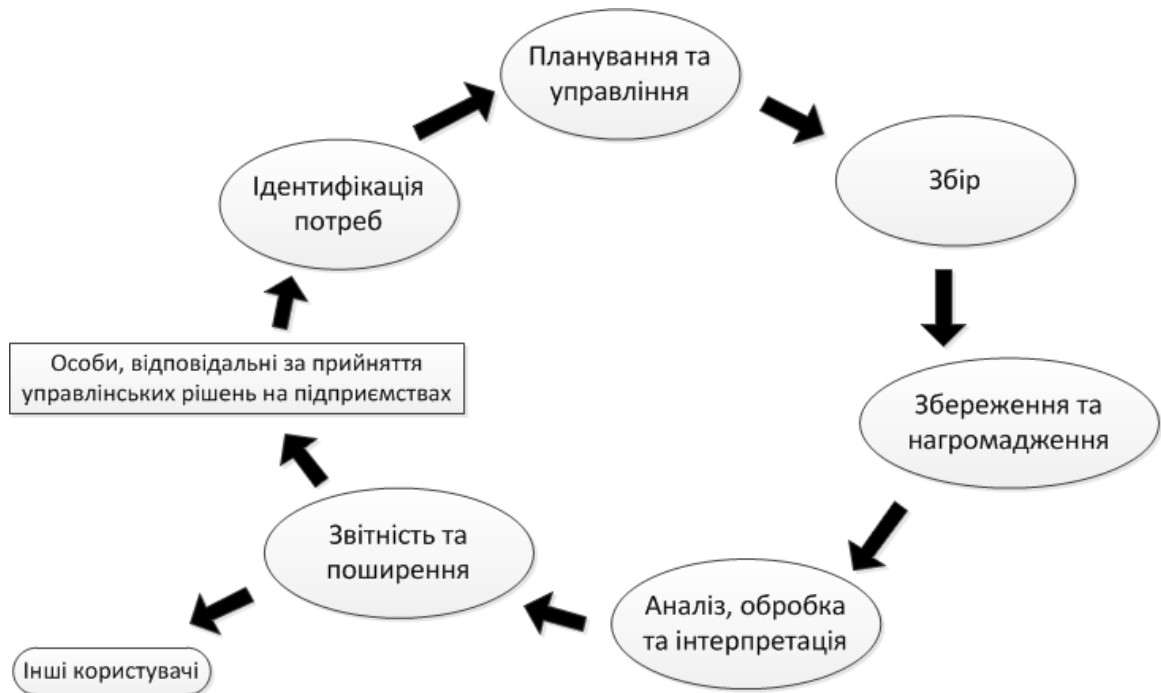 Планування та
управління
Збір
Ідентифікація
потреб
Особи, відповідальні за прийняття
управлінських рішень на підприємствах
Збереження та
нагромадження
Звітність та
поширення
Аналіз, обробка
та інтерпретація
Інші користувачі